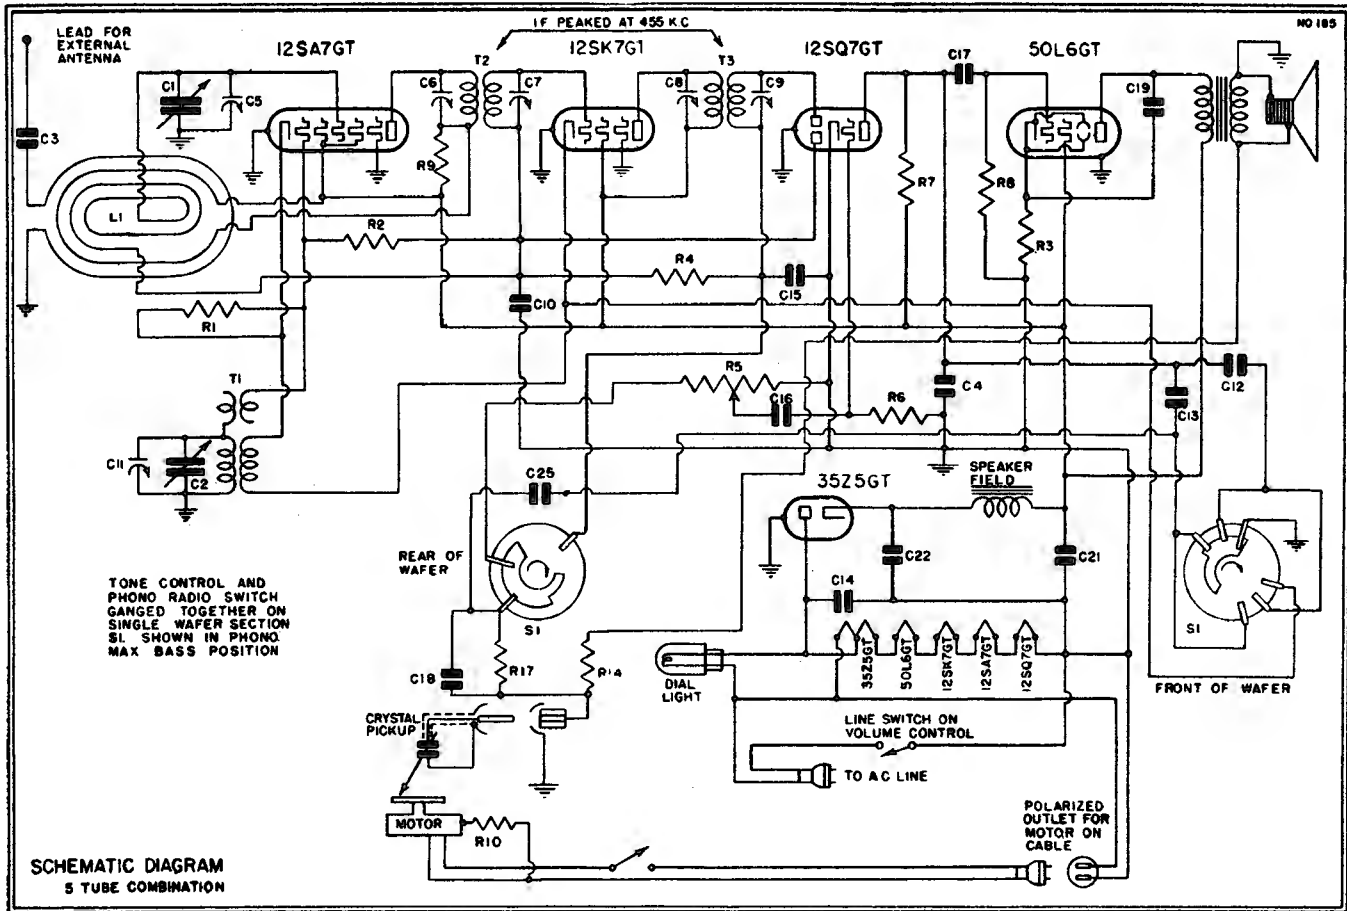 IF PEAKED AT 455 K.C
NO 185
LEAD FOR
EXTERNAL
ANTENNA
12SA7GT
12SK7GT
12SQ7GT
50L6GT
T2
T3
C17
C1
C5
C6
C7
C8
C9
C19
C3
R9
R7
R8
L1
R2
R3
R4
C15
C10
R1
T1
R5
C16
R6
C4
C12
C13
C11
C2
C25
35Z5GT
SPEAKER
FIELD
REAR OF
WAFER
C22
C21
C14
S1
S1
TONE CONTROL AND
PHONO RADIO SWITCH
GANGED TOGETHER ON
SINGLE WAFER SECTION
S1. SHOWN IN PHONO
MAX BASS POSITION
C18
R17
R14
DIAL
LIGHT
35Z5GT
50L6GT
12SK7GT
12SA7GT
12SQ7GT
FRONT OF WAFER
CRYSTAL
PICKUP
LINE SWITCH ON
VOLUME CONTROL
TO A C LINE
MOTOR
R10
POLARIZED
OUTLET FOR
MOTOR ON
CABLE
SCHEMATIC DIAGRAM
5 TUBE COMBINATION